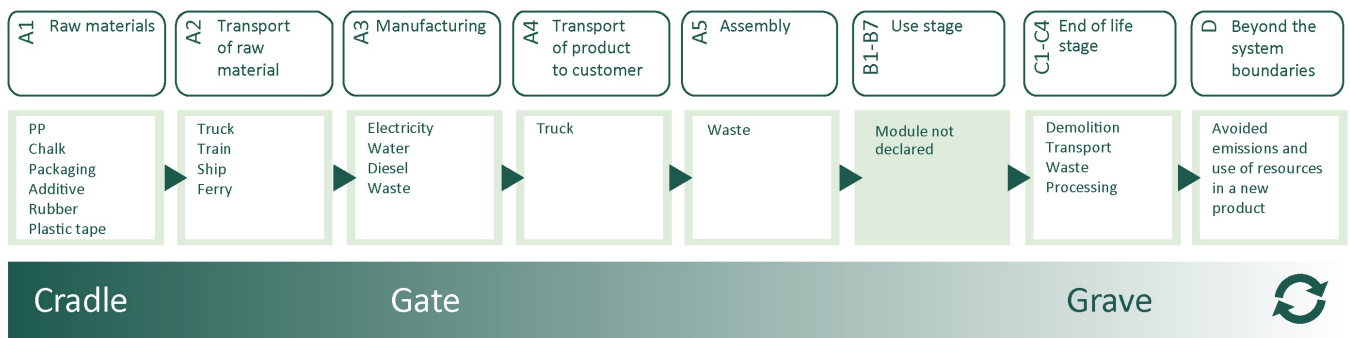 A1
Raw materials
A2
Transport
of raw
material
A3
Manufacturing
A4
Transport
of product
to customer
A5
Assembly
B1-B7
Use stage
C1-C4
End of life
stage
D
Beyond the
system
boundaries
PP
Chalk
Packaging
Additive
Rubber
Plastic tape
Truck
Train
Ship
Ferry
Electricity
Water
Diesel
Waste
Truck
Waste
Module not
declared
Demolition
Transport
Waste
Processing
Avoided
emissions and
use of resources
in a new
product
Cradle
Gate
Grave